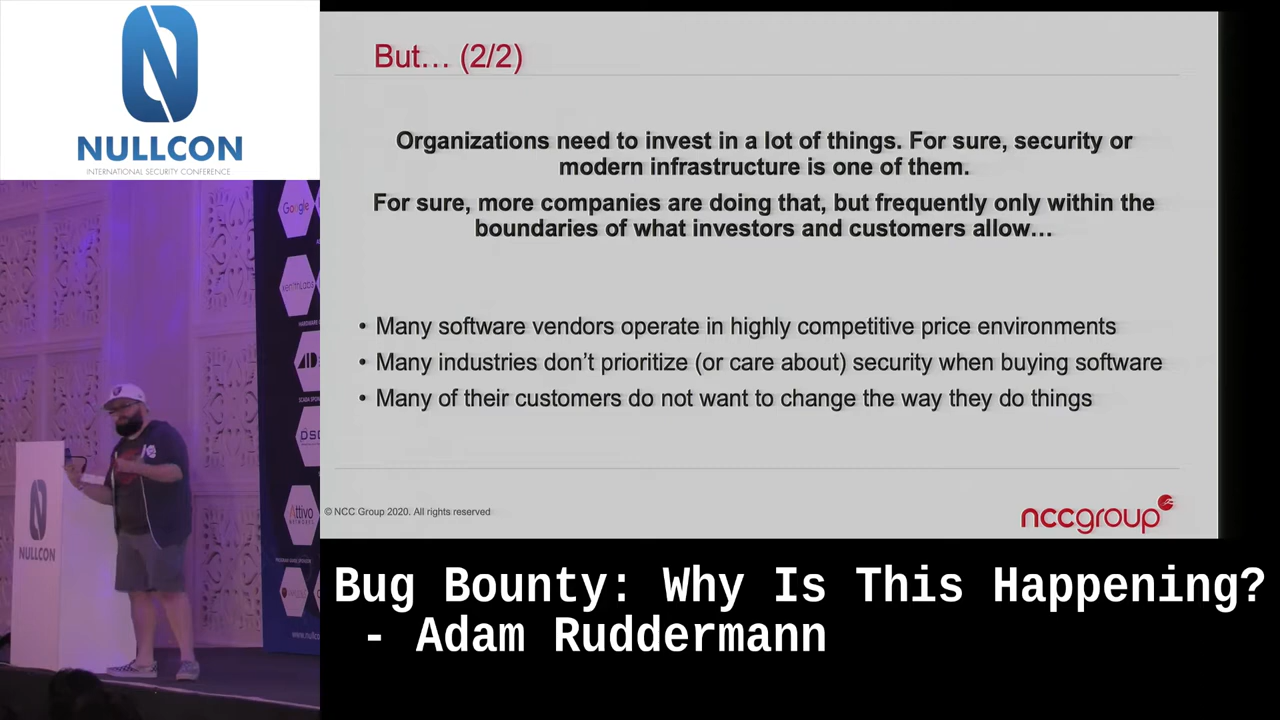 NULLCON
INTERNATIONAL SECURITY CONFERENCE
Google
Attivo
NULLCON
But… (2/2)
Organizations need to invest in a lot of things. For sure, security or
modern infrastructure is one of them.
For sure, more companies are doing that, but frequently only within the
boundaries of what investors and customers allow…
• Many software vendors operate in highly competitive price environments
• Many industries don’t prioritize (or care about) security when buying software
• Many of their customers do not want to change the way they do things
© NCC Group 2020. All rights reserved
nccgroup
Bug Bounty: Why Is This Happening?
- Adam Ruddermann